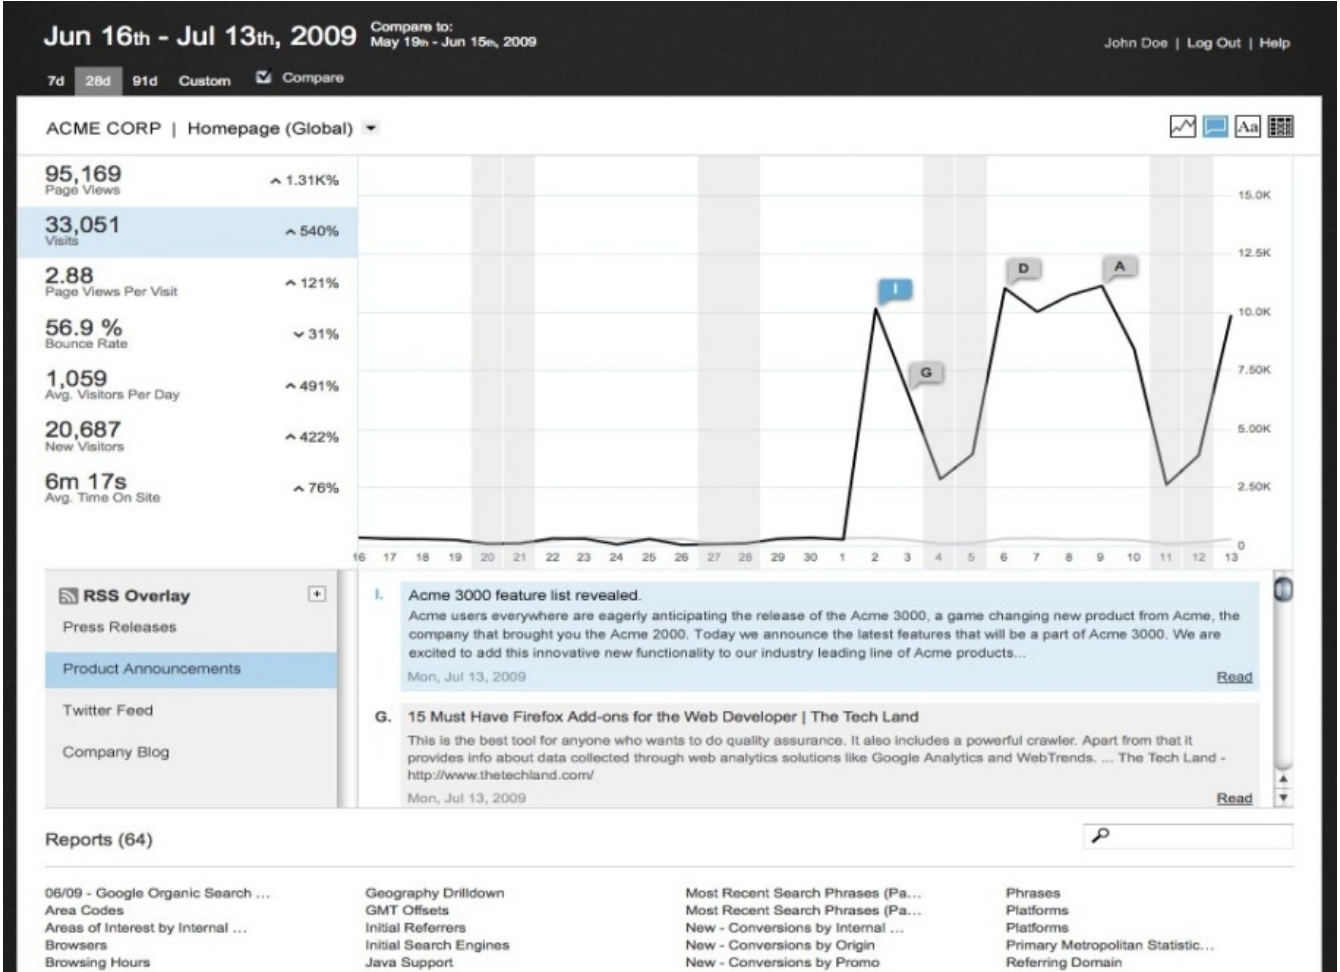 Jun 16th - Jul 13th, 2009 Compare to:
May 19th - Jun 15th, 2009
John Doe | Log Out | Help
7d 28d 91d Custom Compare
ACME CORP | Homepage (Global)
Aa
95,169 1.31K%
Page Views
33,051 540%
Visits
2.88 121%
Page Views Per Visit
56.9 % 31%
Bounce Rate
1,059 491%
Avg. Visitors Per Day
20,687 422%
New Visitors
6m 17s 76%
Avg. Time On Site
15.0K
12.5K
10.0K
7.50K
5.00K
2.50K
0
I
G
D
A
16 17 18 19 20 21 22 23 24 25 26 27 28 29 30 1 2 3 4 5 6 7 8 9 10 11 12 13
RSS Overlay +
Press Releases
Product Announcements
Twitter Feed
Company Blog
I. Acme 3000 feature list revealed.
Acme users everywhere are eagerly anticipating the release of the Acme 3000, a game changing new product from Acme, the
company that brought you the Acme 2000. Today we announce the latest features that will be a part of Acme 3000. We are
excited to add this innovative new functionality to our industry leading line of Acme products...
Mon, Jul 13, 2009 Read
G. 15 Must Have Firefox Add-ons for the Web Developer | The Tech Land
This is the best tool for anyone who wants to do quality assurance. It also includes a powerful crawler. Apart from that it
provides info about data collected through web analytics solutions like Google Analytics and WebTrends. ... The Tech Land -
http://www.thetechland.com/
Mon, Jul 13, 2009 Read
Reports (64)
06/09 - Google Organic Search ... Geography Drilldown Most Recent Search Phrases (Pa... Phrases
Area Codes GMT Offsets Most Recent Search Phrases (Pa... Platforms
Areas of Interest by Internal ... Initial Referrers New - Conversions by Internal ... Platforms
Browsers Initial Search Engines New - Conversions by Origin Primary Metropolitan Statistic...
Browsing Hours Java Support New - Conversions by Promo Referring Domain